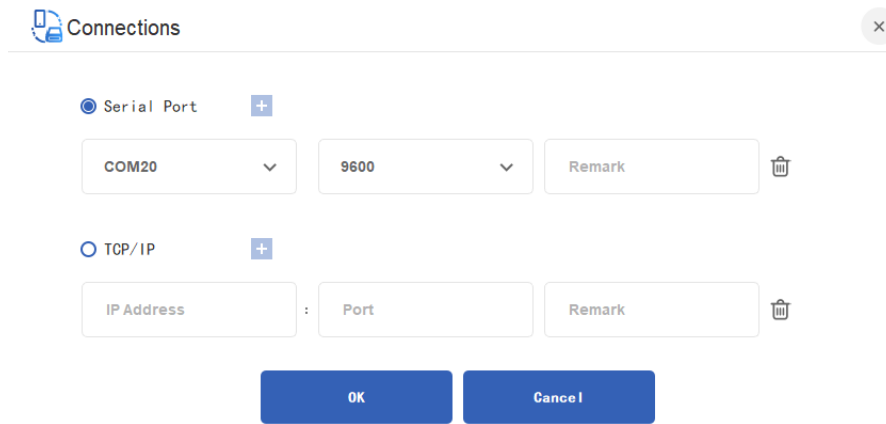 Connections
Serial Port
COM20 9600 Remark
TCP/IP
IP Address : Port Remark
OK Cancel